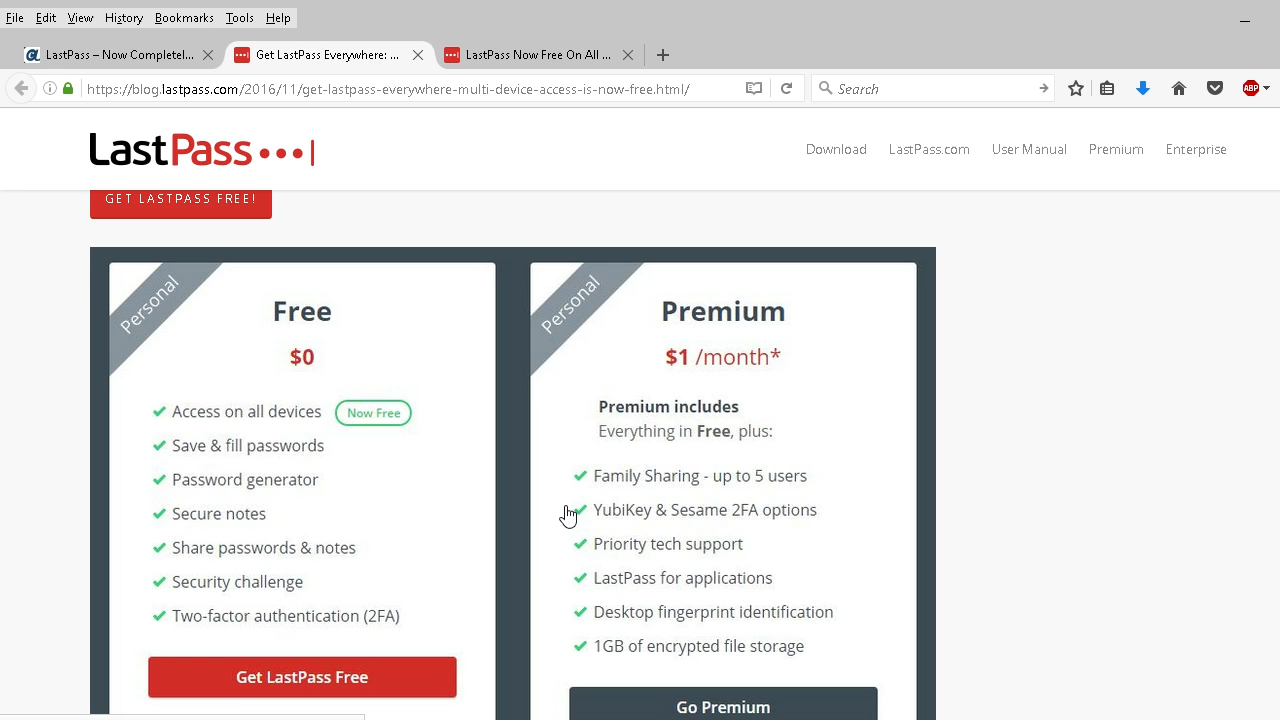 File Edit View History Bookmarks Tools Help
LastPass – Now Completel... Get LastPass Everywhere: ... LastPass Now Free On All ...
https://blog.lastpass.com/2016/11/get-lastpass-everywhere-multi-device-access-is-now-free.html/ Search ABP
LastPass Download LastPass.com User Manual Premium Enterprise
GET LASTPASS FREE!
Personal
Free
$0
Access on all devices Now Free
Save & fill passwords
Password generator
Secure notes
Share passwords & notes
Security challenge
Two-factor authentication (2FA)
Get LastPass Free
Personal
Premium
$1 /month*
Premium includes
Everything in Free, plus:
Family Sharing - up to 5 users
YubiKey & Sesame 2FA options
Priority tech support
LastPass for applications
Desktop fingerprint identification
1GB of encrypted file storage
Go Premium